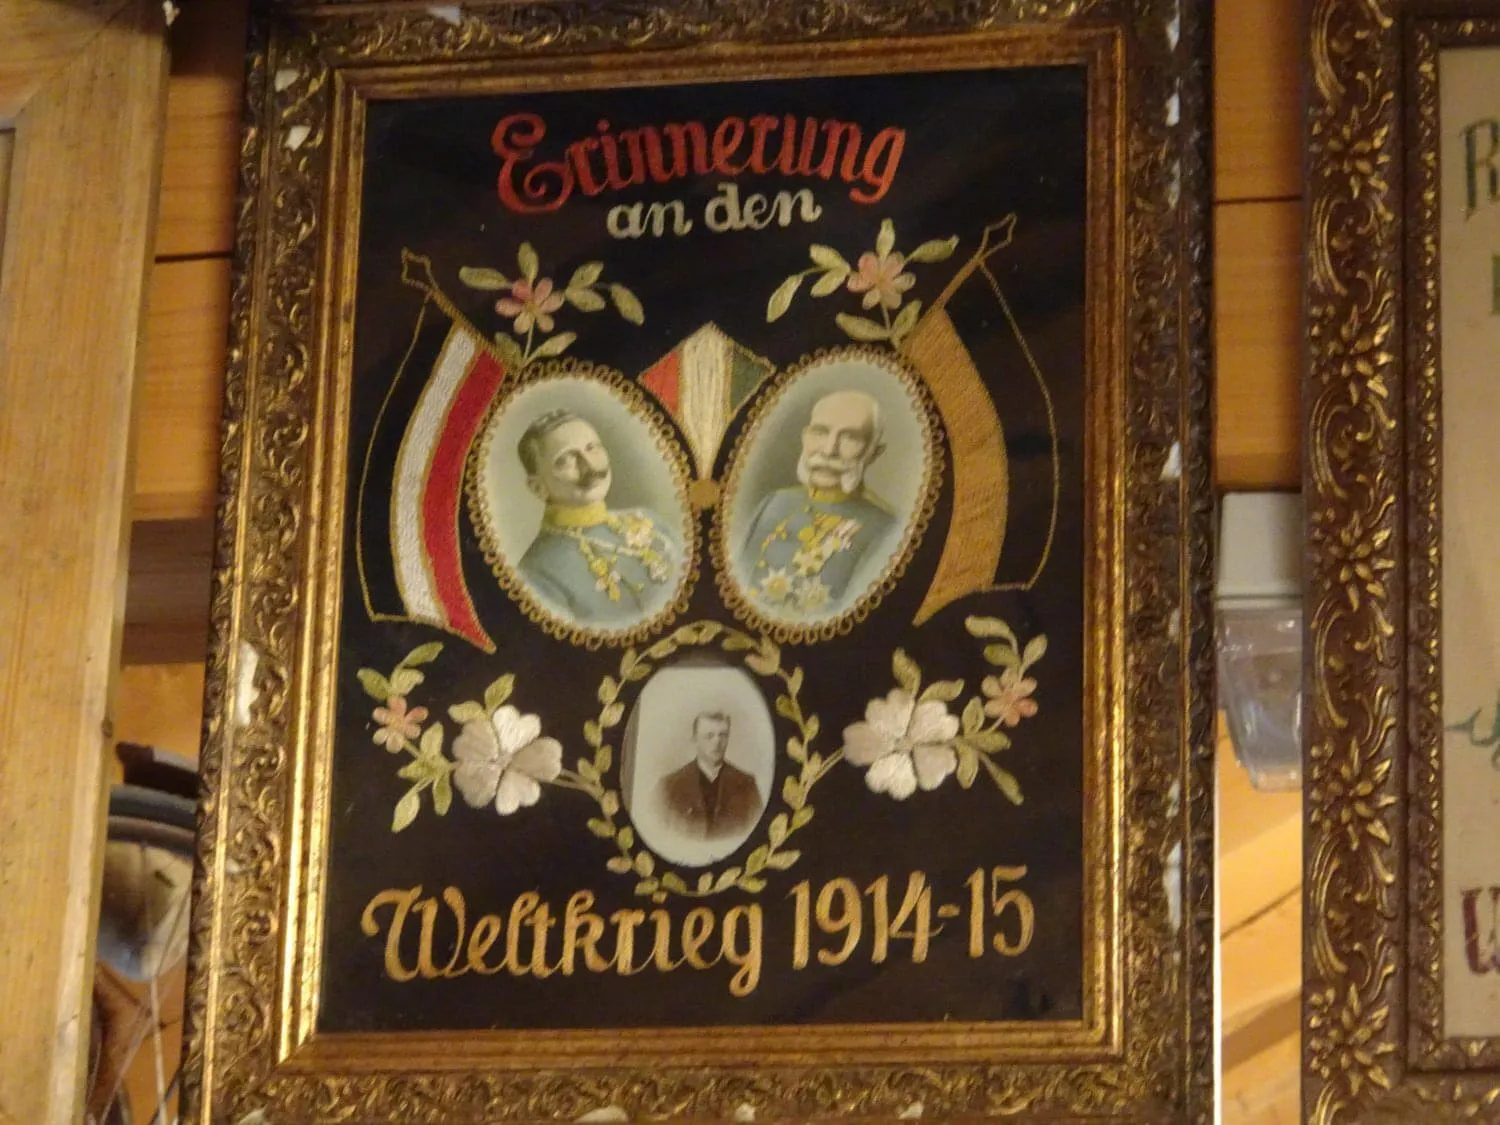 Erinnerung
an den
Weltkrieg 1914-15